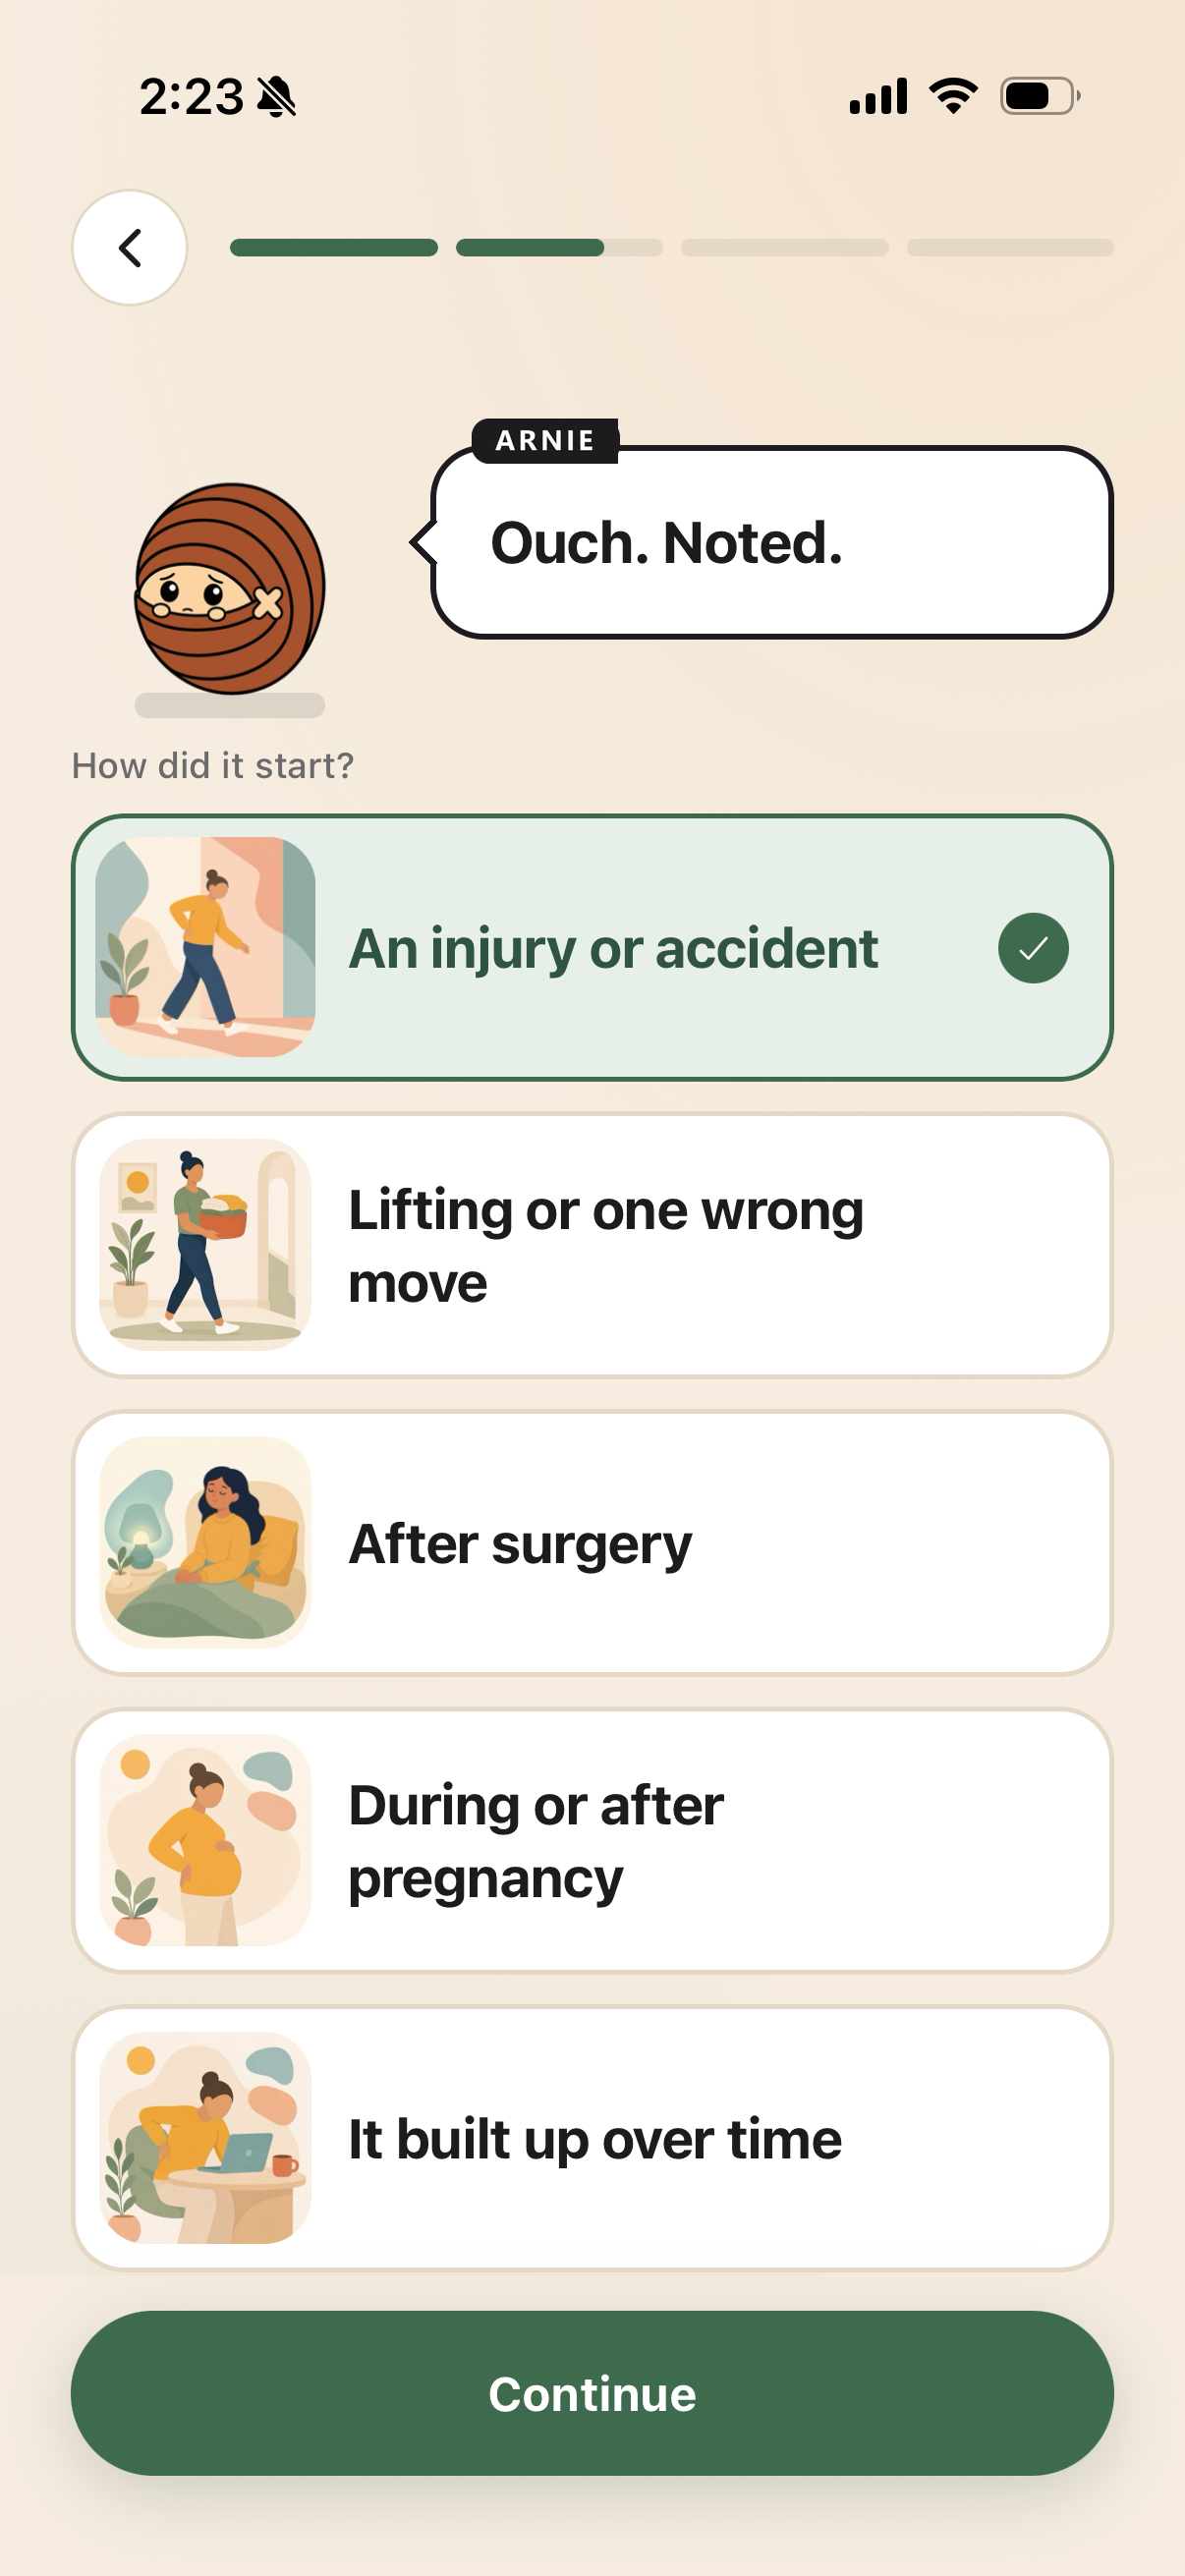 2:23
ARNIE
Ouch. Noted.
How did it start?
An injury or accident
Lifting or one wrong
move
After surgery
During or after
pregnancy
It built up over time
Continue